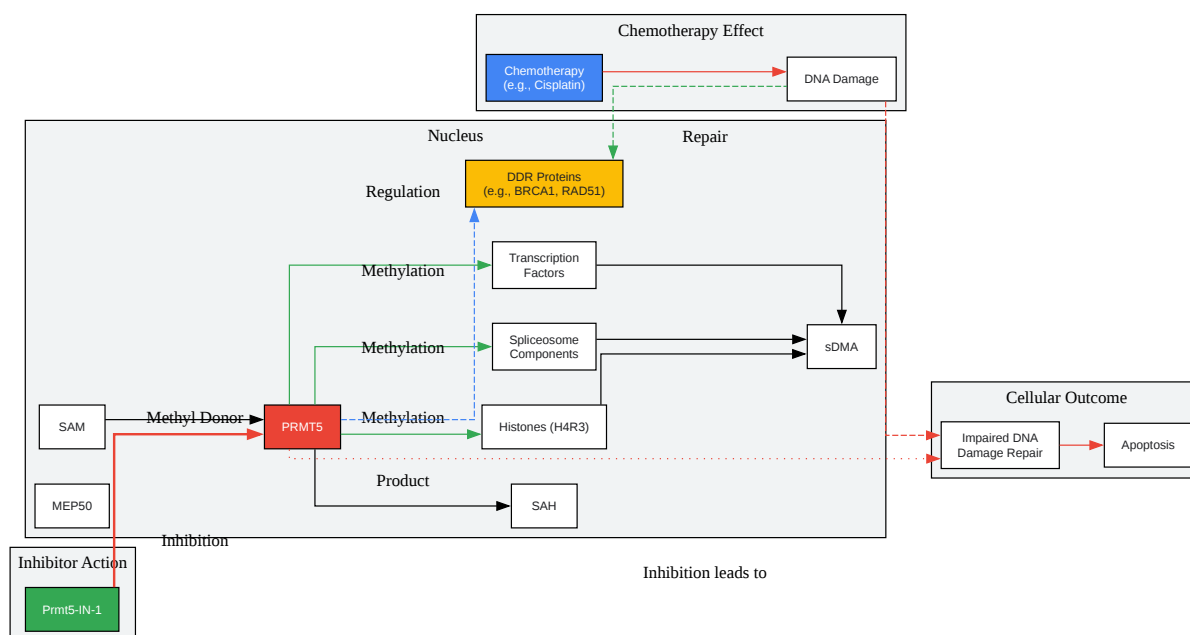 Chemotherapy Effect
Chemotherapy
(e.g., Cisplatin)
DNA Damage
Nucleus
Repair
DDR Proteins
(e.g., BRCA1, RAD51)
Regulation
Transcription
Factors
Methylation
Spliceosome
Components
Methylation
sDMA
Cellular Outcome
SAM
Methyl Donor
PRMT5
Methylation
Histones (H4R3)
Impaired DNA
Damage Repair
Apoptosis
Product
MEP50
SAH
Inhibition
Inhibitor Action
Inhibition leads to
Prmt5-IN-1